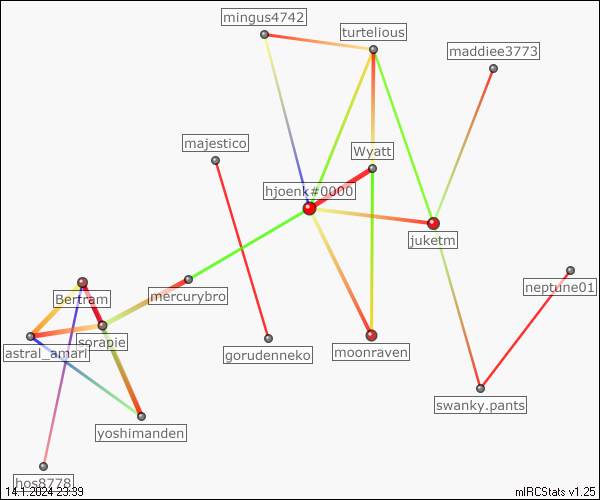 mingus4742
turtelious
maddiee3773
majestico
Wyatt
hjoenk#0000
juketm
neptune01
Bertram
mercurybro
sorapie
astral_amari
gorudenneko
moonraven
swanky.pants
yoshimanden
hos8778
14.1.2024 23:39
mIRCStats v1.25